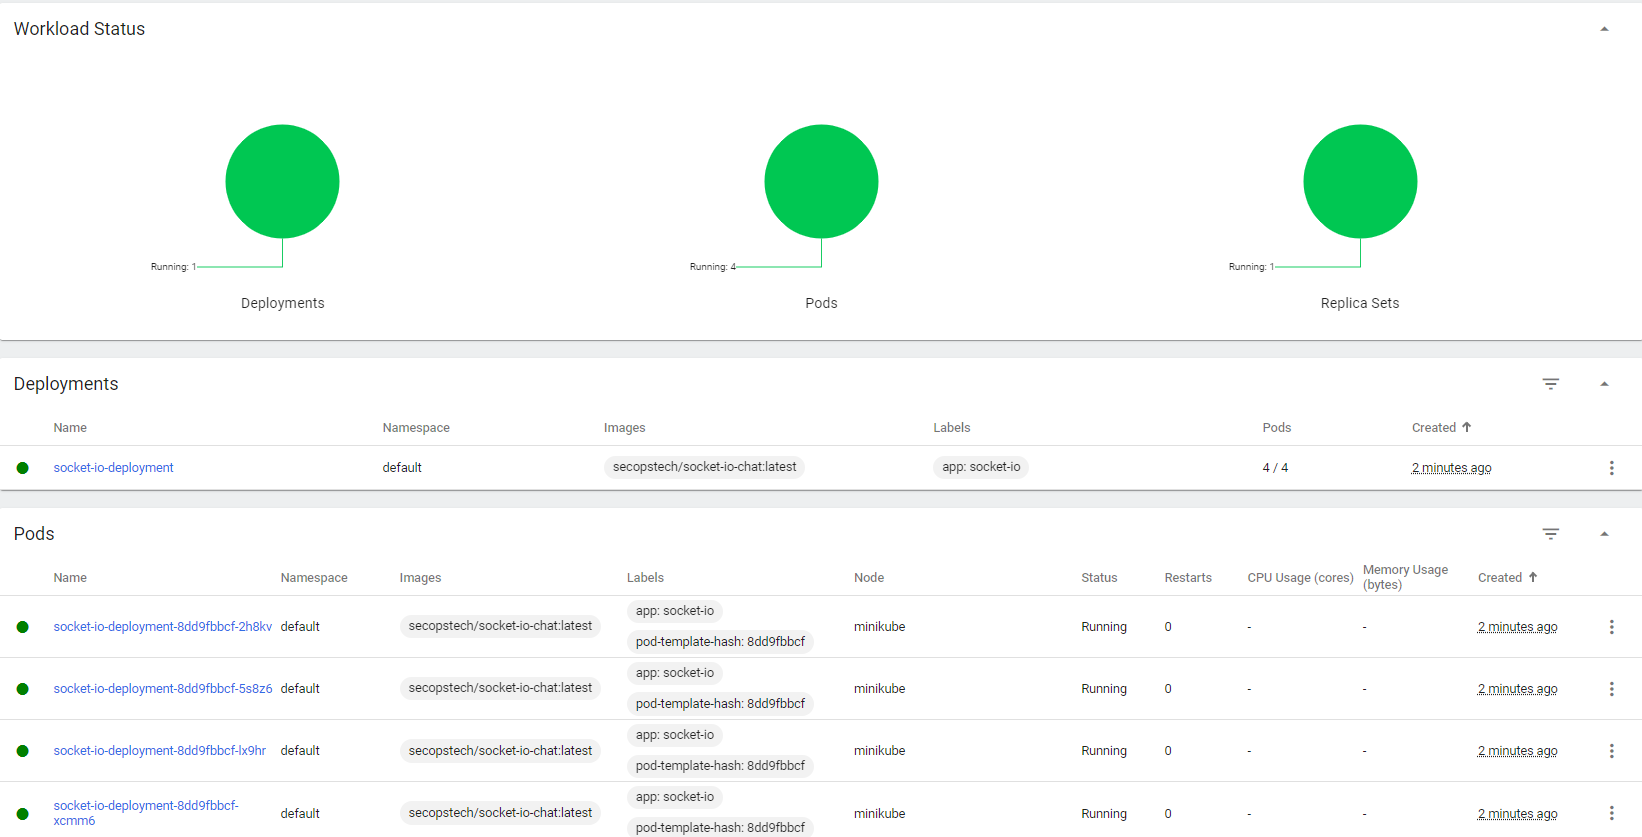 Workload Status
Running: 1
Running: 4
Running: 1
Deployments
Pods
Replica Sets
Deployments
Name Namespace Images Labels Pods Created
socket-io-deployment default secopstech/socket-io-chat:latest app: socket-io 4 / 4 2 minutes ago
Pods
Name Namespace Images Labels Node Status Restarts CPU Usage (cores) Memory Usage (bytes) Created
socket-io-deployment-8dd9fbbcf-2h8kv default secopstech/socket-io-chat:latest app: socket-io pod-template-hash: 8dd9fbbcf minikube Running 0 - - 2 minutes ago
socket-io-deployment-8dd9fbbcf-5s8z6 default secopstech/socket-io-chat:latest app: socket-io pod-template-hash: 8dd9fbbcf minikube Running 0 - - 2 minutes ago
socket-io-deployment-8dd9fbbcf-lx9hr default secopstech/socket-io-chat:latest app: socket-io pod-template-hash: 8dd9fbbcf minikube Running 0 - - 2 minutes ago
socket-io-deployment-8dd9fbbcf-xcmm6 default secopstech/socket-io-chat:latest app: socket-io pod-template-hash: 8dd9fbbcf minikube Running 0 - - 2 minutes ago